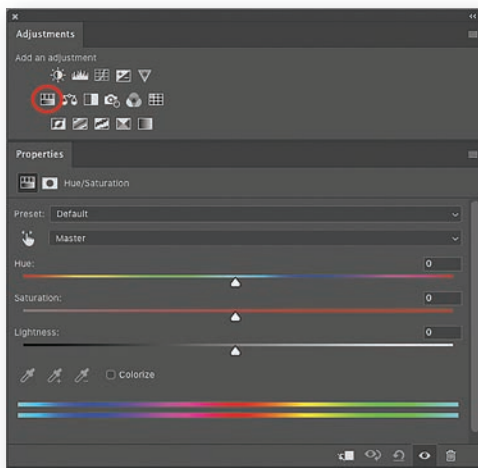 Adjustments
Add an adjustment
Properties
Hue/Saturation
Preset: Default
Master
Hue: 0
Saturation: 0
Lightness: 0
Colorize